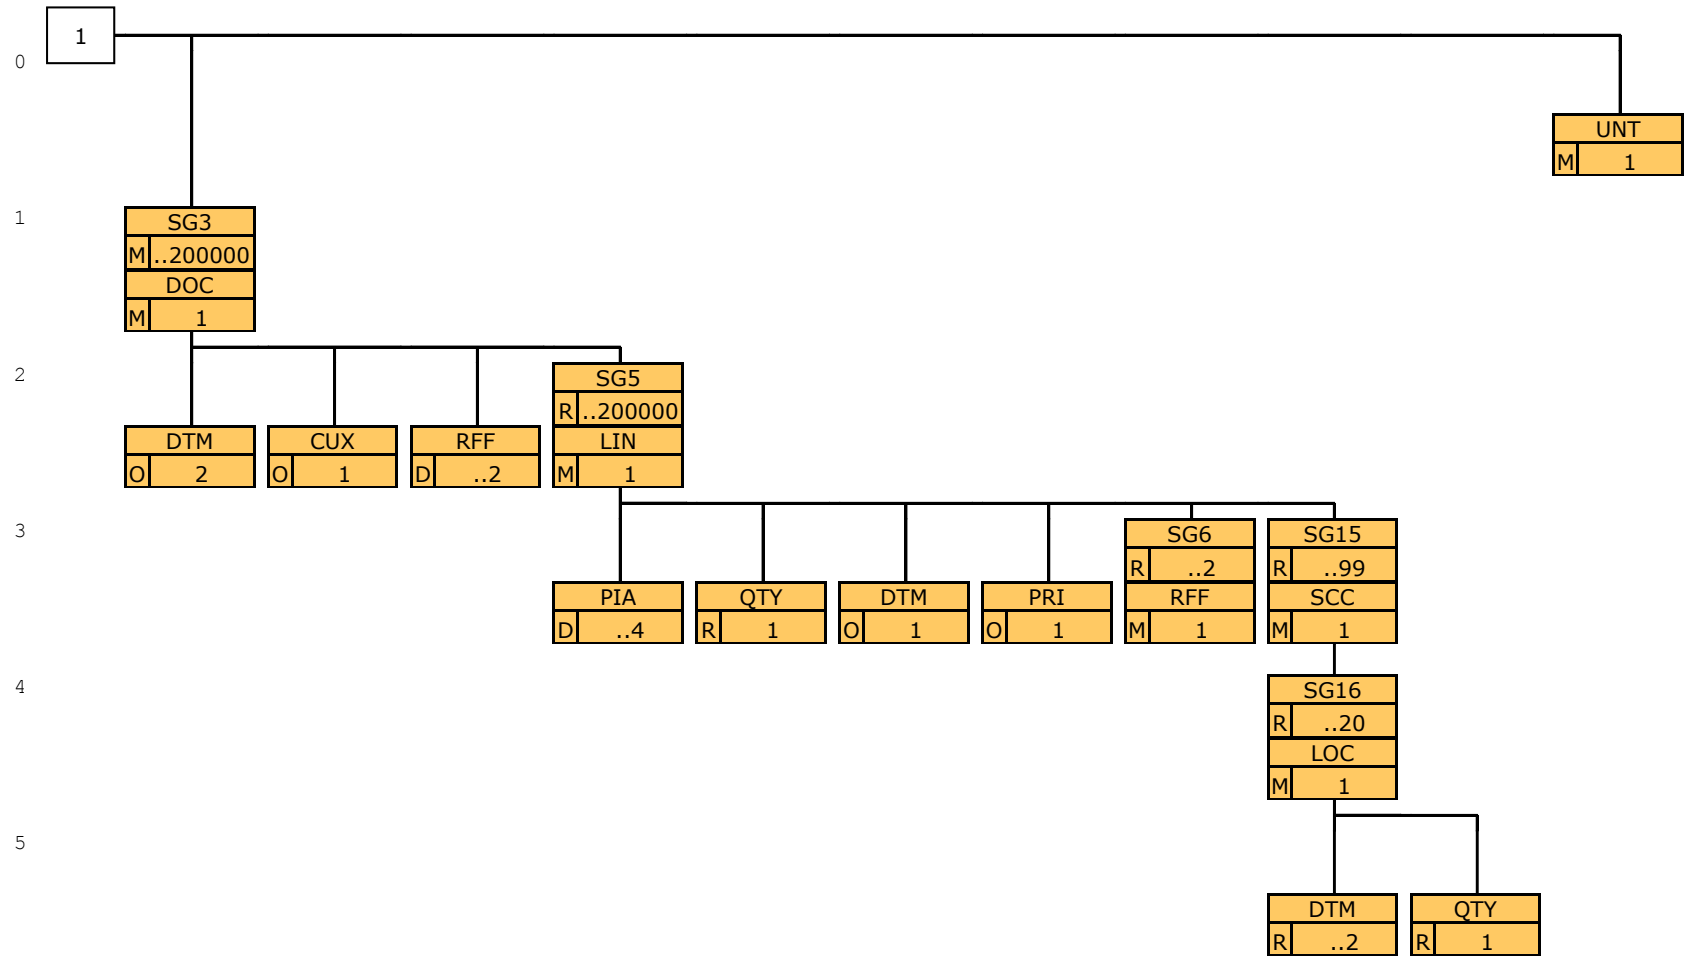 1
0
UNT
M 1
1
SG3
M ..200000
DOC
M 1
2
SG5
R ..200000
DTM CUX RFF LIN
O 2 O 1 D ..2 M 1
3
SG6 SG15
R ..2 R ..99
PIA QTY DTM PRI RFF SCC
D ..4 R 1 O 1 O 1 M 1 M 1
4
SG16
R ..20
LOC
M 1
5
DTM QTY
R ..2 R 1